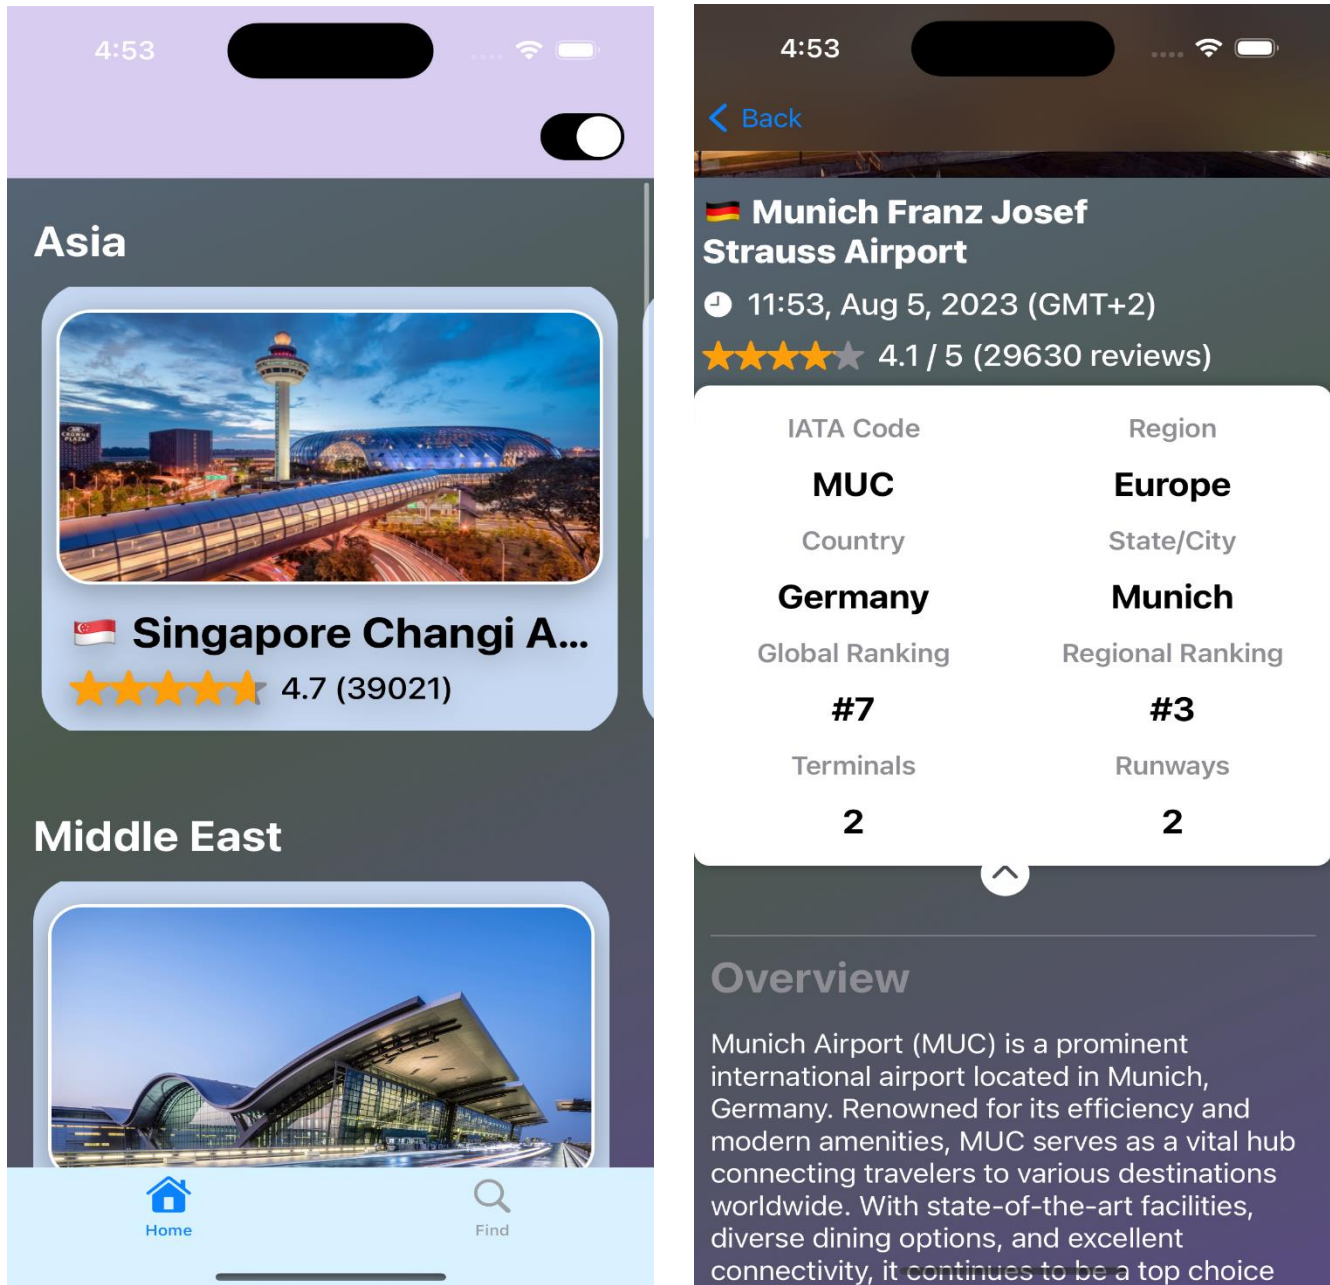 4:53
Asia
CROWNE PLAZA
Singapore Changi A...
4.7 (39021)
Middle East
Home
Find
4:53
Back
Munich Franz Josef
Strauss Airport
11:53, Aug 5, 2023 (GMT+2)
4.1 / 5 (29630 reviews)
IATA Code Region
MUC Europe
Country State/City
Germany Munich
Global Ranking Regional Ranking
#7 #3
Terminals Runways
2 2
Overview
Munich Airport (MUC) is a prominent
international airport located in Munich,
Germany. Renowned for its efficiency and
modern amenities, MUC serves as a vital hub
connecting travelers to various destinations
worldwide. With state-of-the-art facilities,
diverse dining options, and excellent
connectivity, it continues to be a top choice